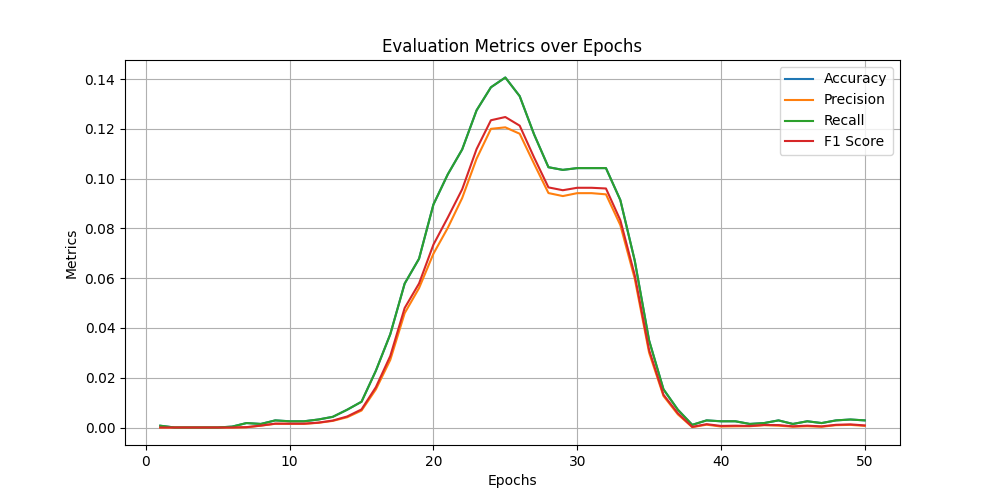 Evaluation Metrics over Epochs
Accuracy
Precision
Recall
F1 Score
Metrics
0.14
0.12
0.10
0.08
0.06
0.04
0.02
0.00
0 10 20 30 40 50
Epochs